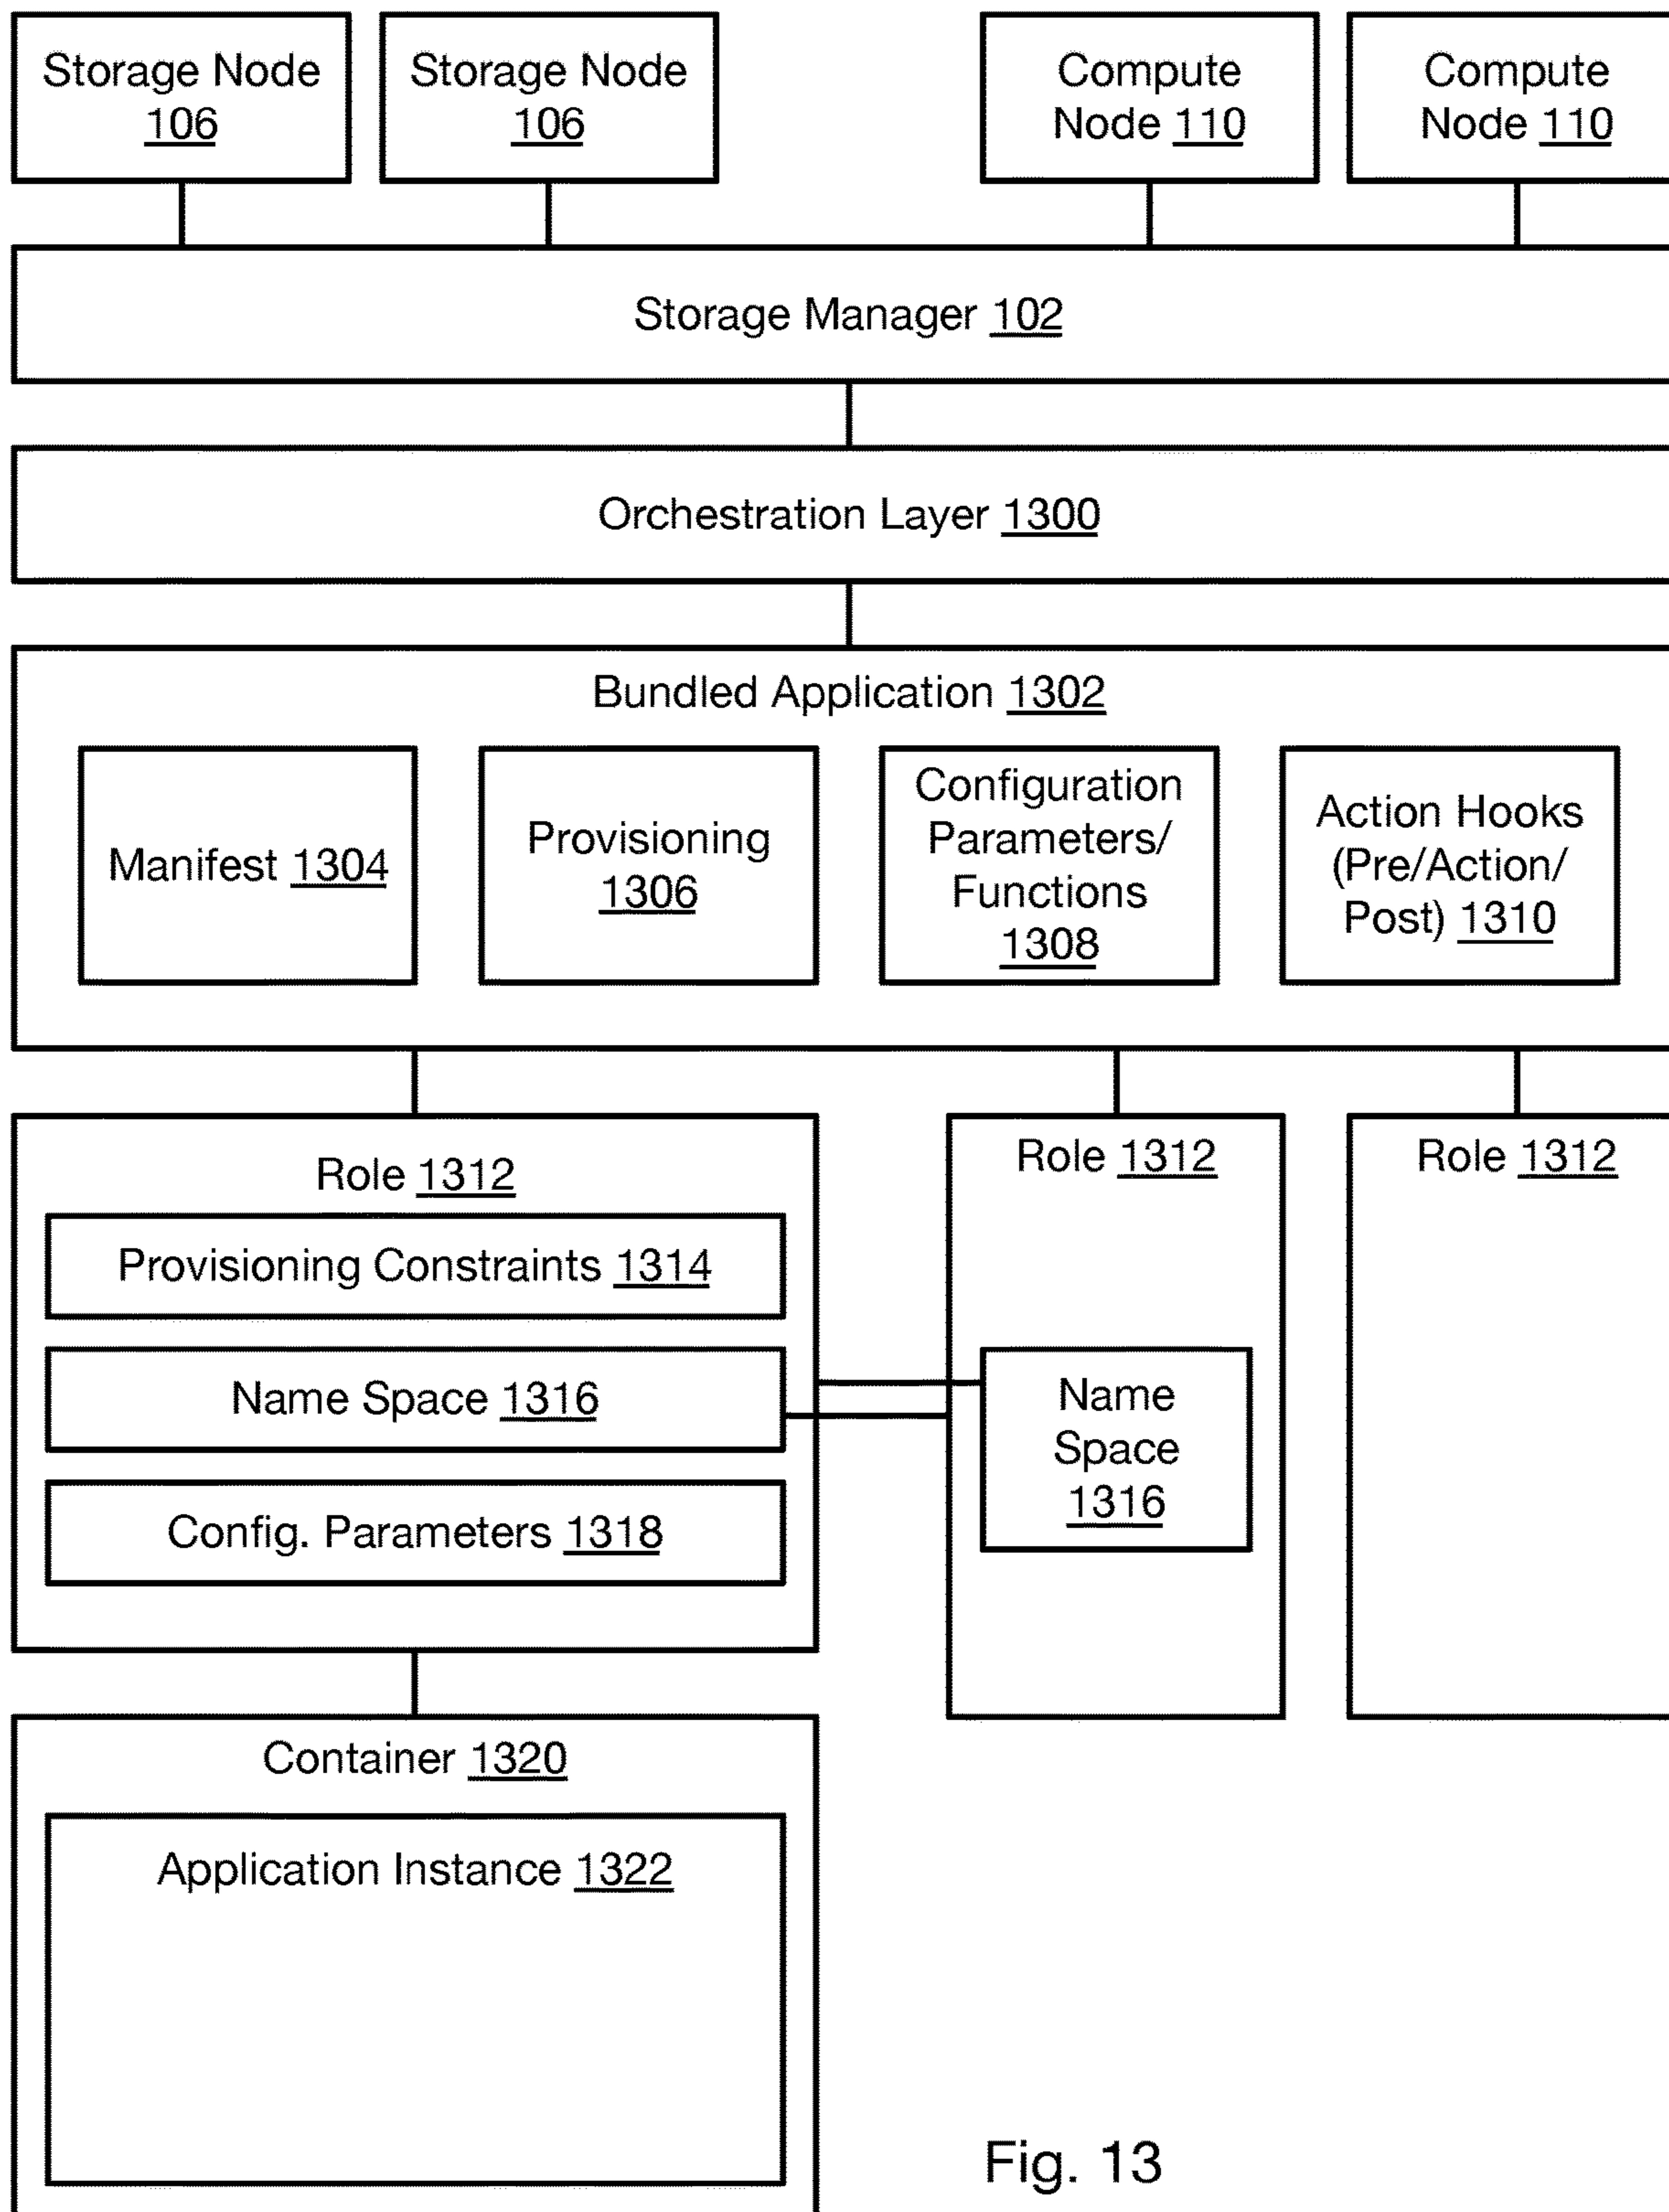 Storage Node
106
Storage Node
106
Compute
Node 110
Compute
Node 110
Storage Manager 102
Orchestration Layer 1300
Bundled Application 1302
Manifest 1304
Provisioning
1306
Configuration
Parameters/
Functions
1308
Action Hooks
(Pre/Action/
Post) 1310
Role 1312
Provisioning Constraints 1314
Name Space 1316
Config. Parameters 1318
Role 1312
Name
Space
1316
Role 1312
Container 1320
Application Instance 1322
Fig. 13